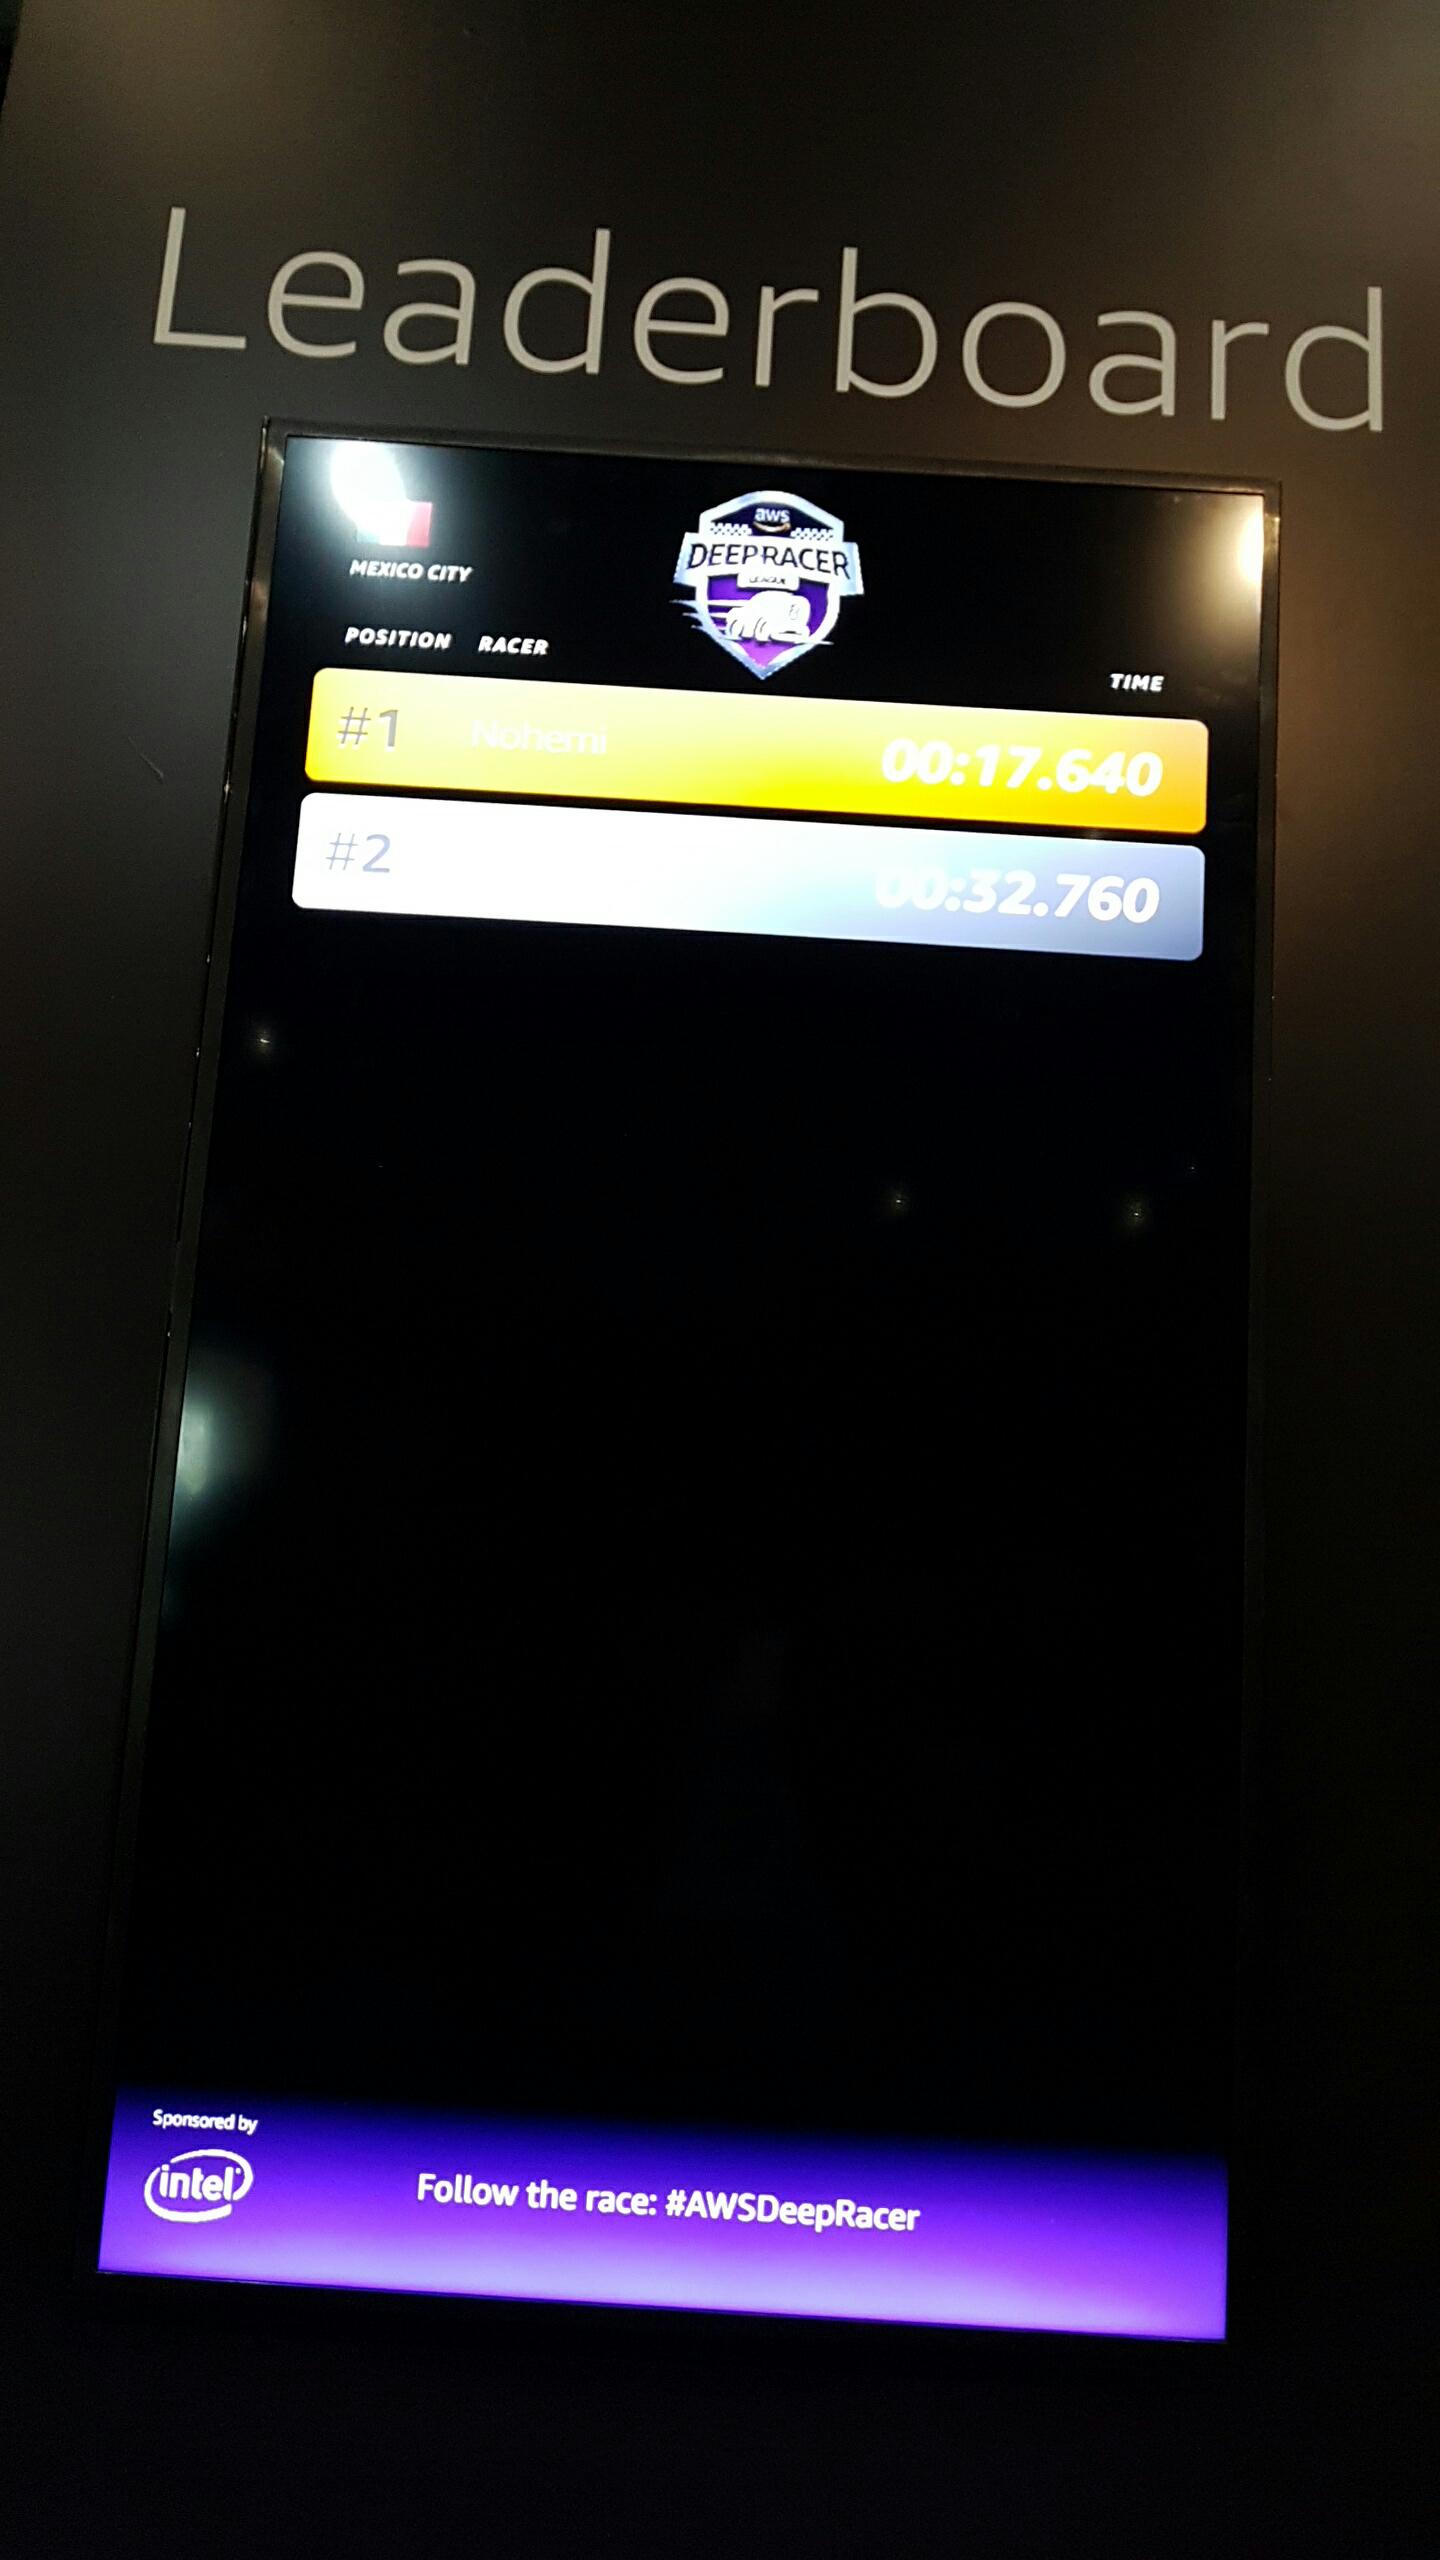 Leaderboard
aws
DEEPRACER
LEAGUE
MEXICO CITY
POSITION RACER TIME
#1 Nohemi 00:17.640
#2 00:32.760
Sponsored by
intel
Follow the race: #AWSDeepRacer